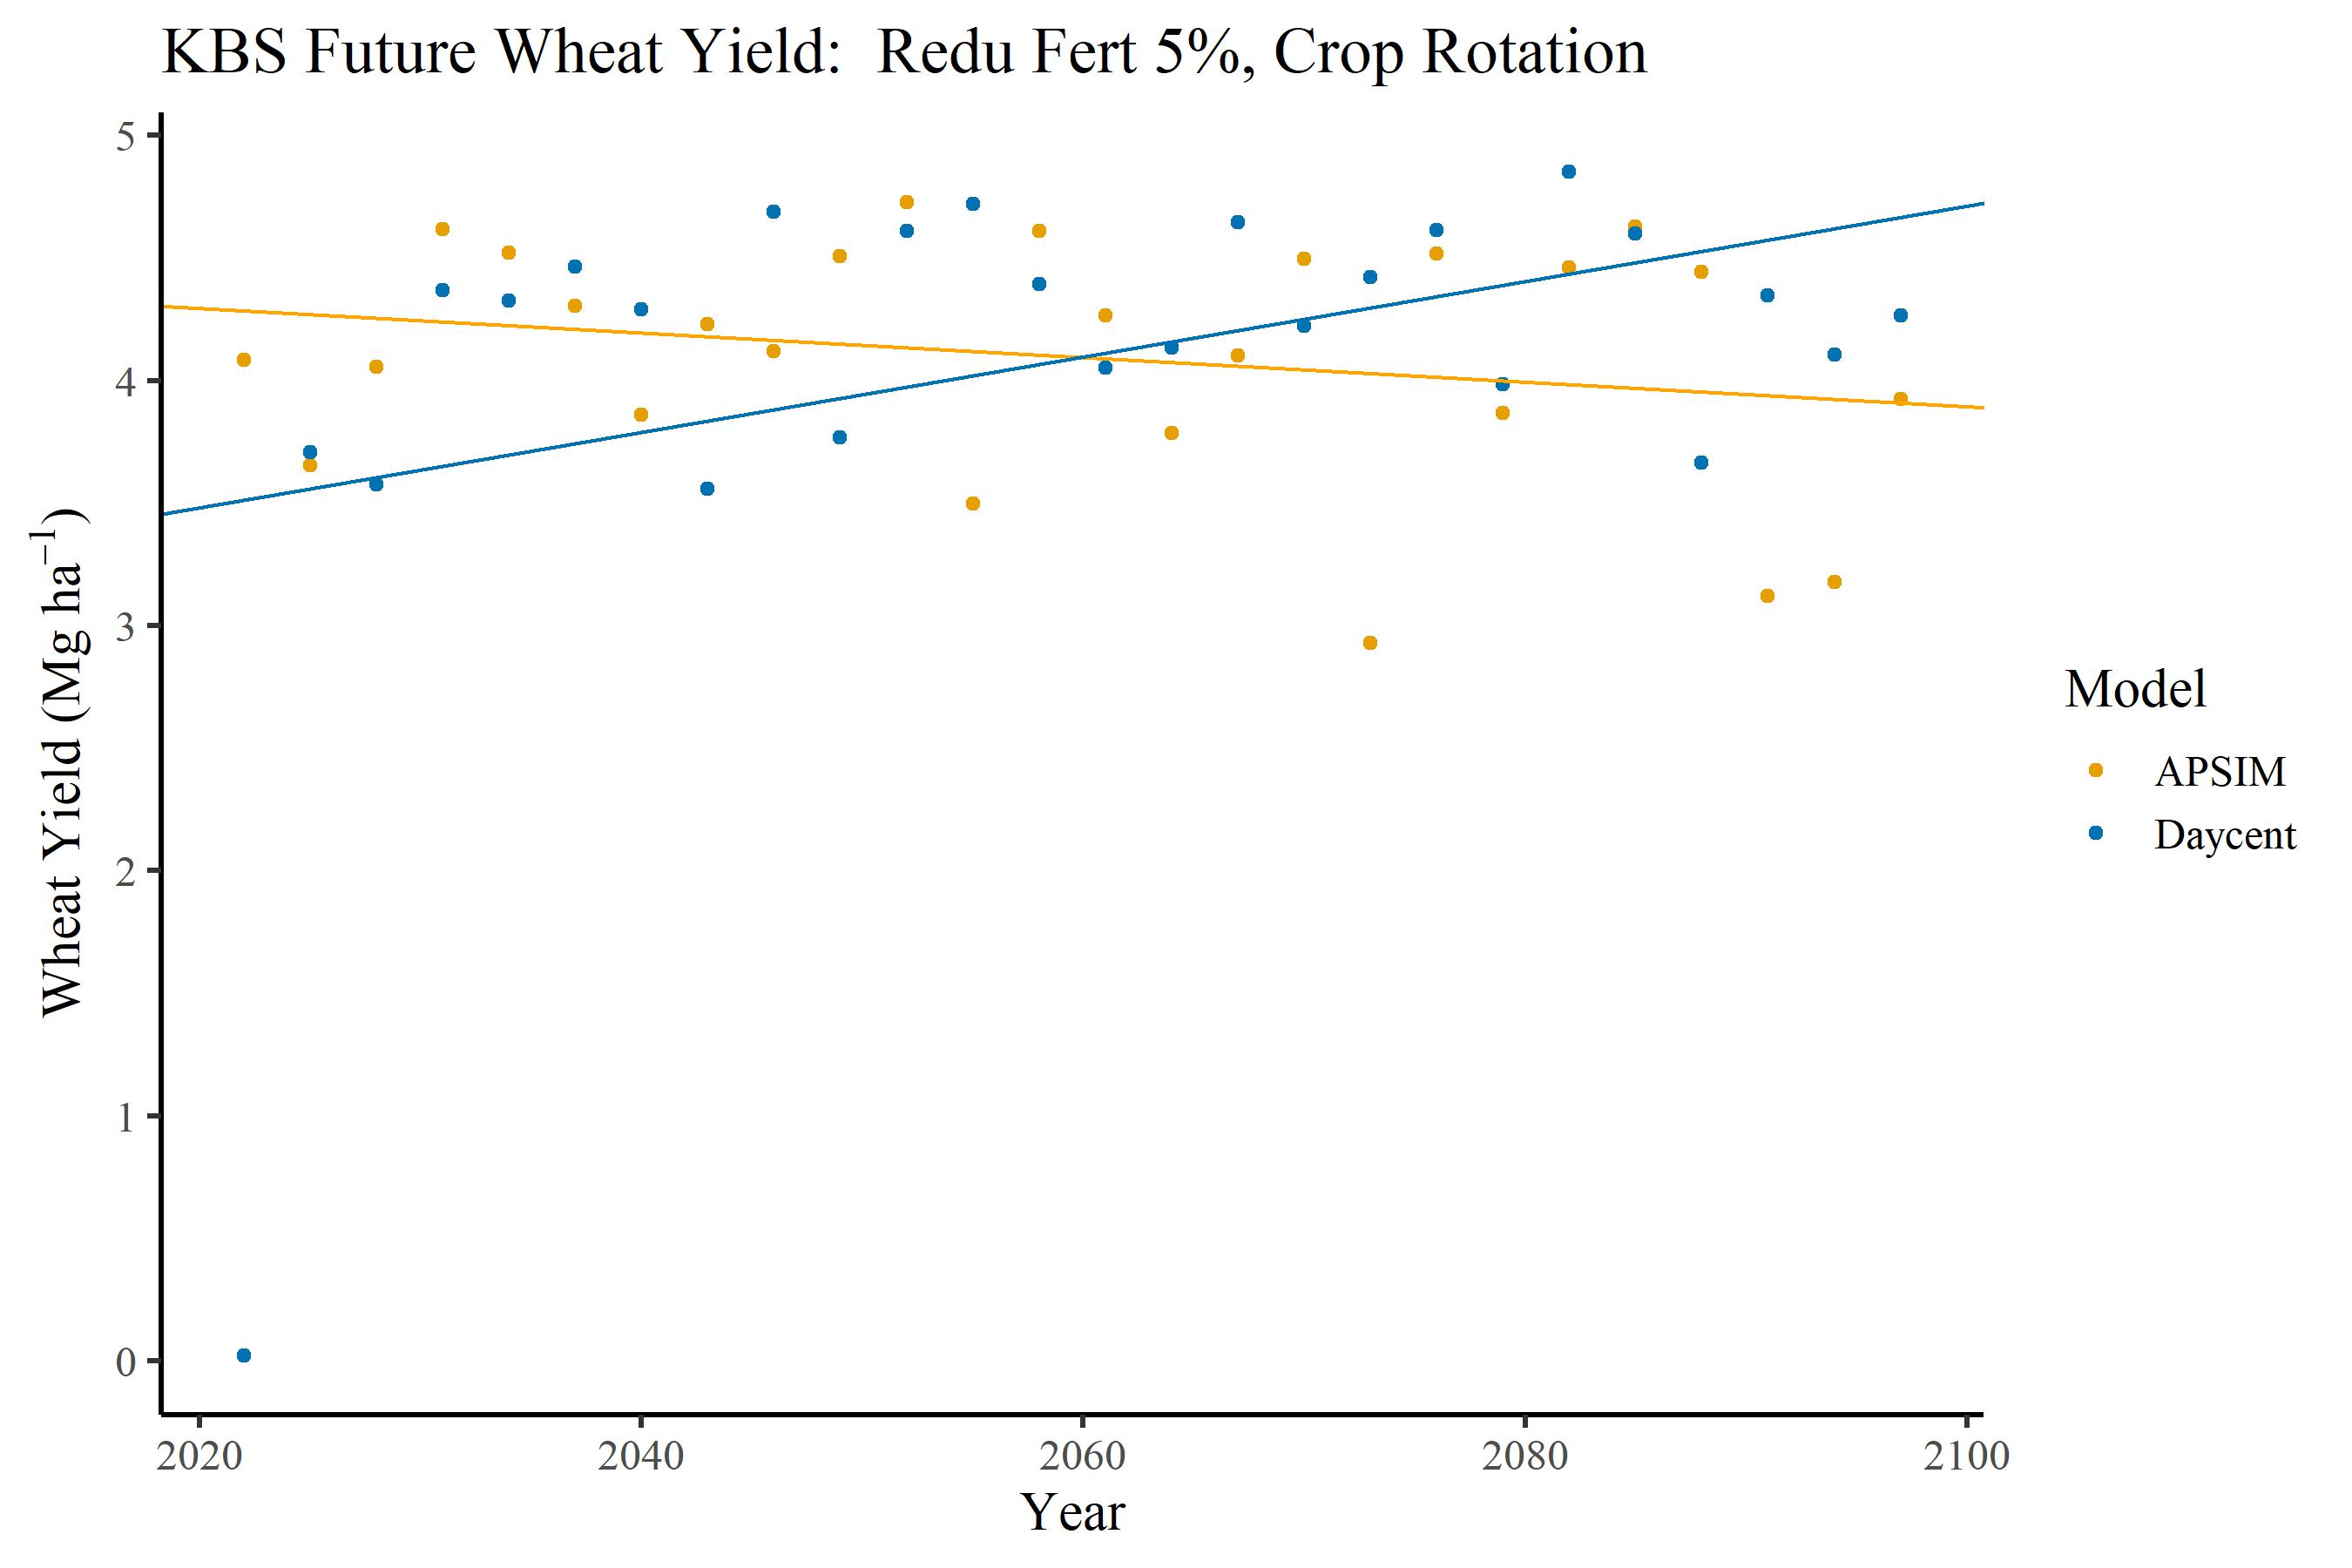 KBS Future Wheat Yield:  Redu Fert 5%, Crop Rotation
Wheat Yield (Mg ha⁻¹)
5
4
3
2
1
0
2020 2040 2060 2080 2100
Year
Model
APSIM
Daycent